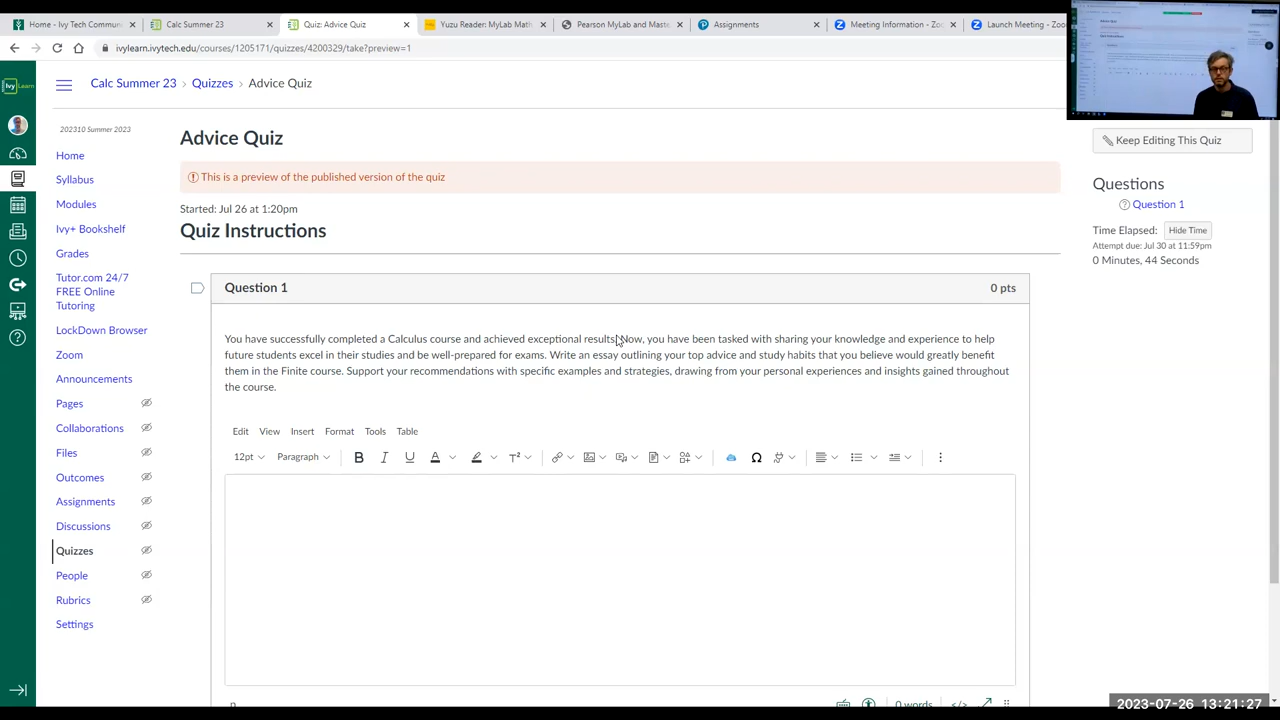 Home - Ivy Tech Commun
Calc Summer 23
Quiz: Advice Quiz
Yuzu Reader
Pearson MyLab and Maste
Assignments
Meeting Information - Zo
Launch Meeting - Zoo
ivylearn.ivytech.edu/courses/1205171/quizzes/4200329/take?preview=1
IvyLearn
Calc Summer 23 > Quizzes > Advice Quiz
202310 Summer 2023
Home
Syllabus
Modules
Ivy+ Bookshelf
Grades
Tutor.com 24/7
FREE Online
Tutoring
LockDown Browser
Zoom
Announcements
Pages
Collaborations
Files
Outcomes
Assignments
Discussions
Quizzes
People
Rubrics
Settings
Advice Quiz
This is a preview of the published version of the quiz
Started: Jul 26 at 1:20pm
Quiz Instructions
Question 1 0 pts
You have successfully completed a Calculus course and achieved exceptional results. Now, you have been tasked with sharing your knowledge and experience to help
future students excel in their studies and be well-prepared for exams. Write an essay outlining your top advice and study habits that you believe would greatly benefit
them in the Finite course. Support your recommendations with specific examples and strategies, drawing from your personal experiences and insights gained throughout
the course.
Edit View Insert Format Tools Table
12pt Paragraph B I U A T² Ω
p
0 words </>
Keep Editing This Quiz
Questions
Question 1
Time Elapsed: Hide Time
Attempt due: Jul 30 at 11:59pm
0 Minutes, 44 Seconds
2023-07-26 13:21:27